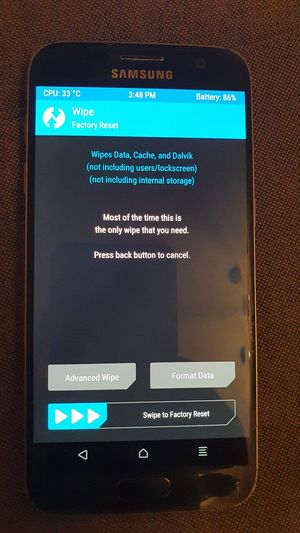 SAMSUNG
CPU: 33 °C 3:48 PM Battery: 86%
Wipe
Factory Reset
Wipes Data, Cache, and Dalvik
(not including users/lockscreen)
(not including internal storage)
Most of the time this is
the only wipe that you need.
Press back button to cancel.
Advanced Wipe Format Data
Swipe to Factory Reset